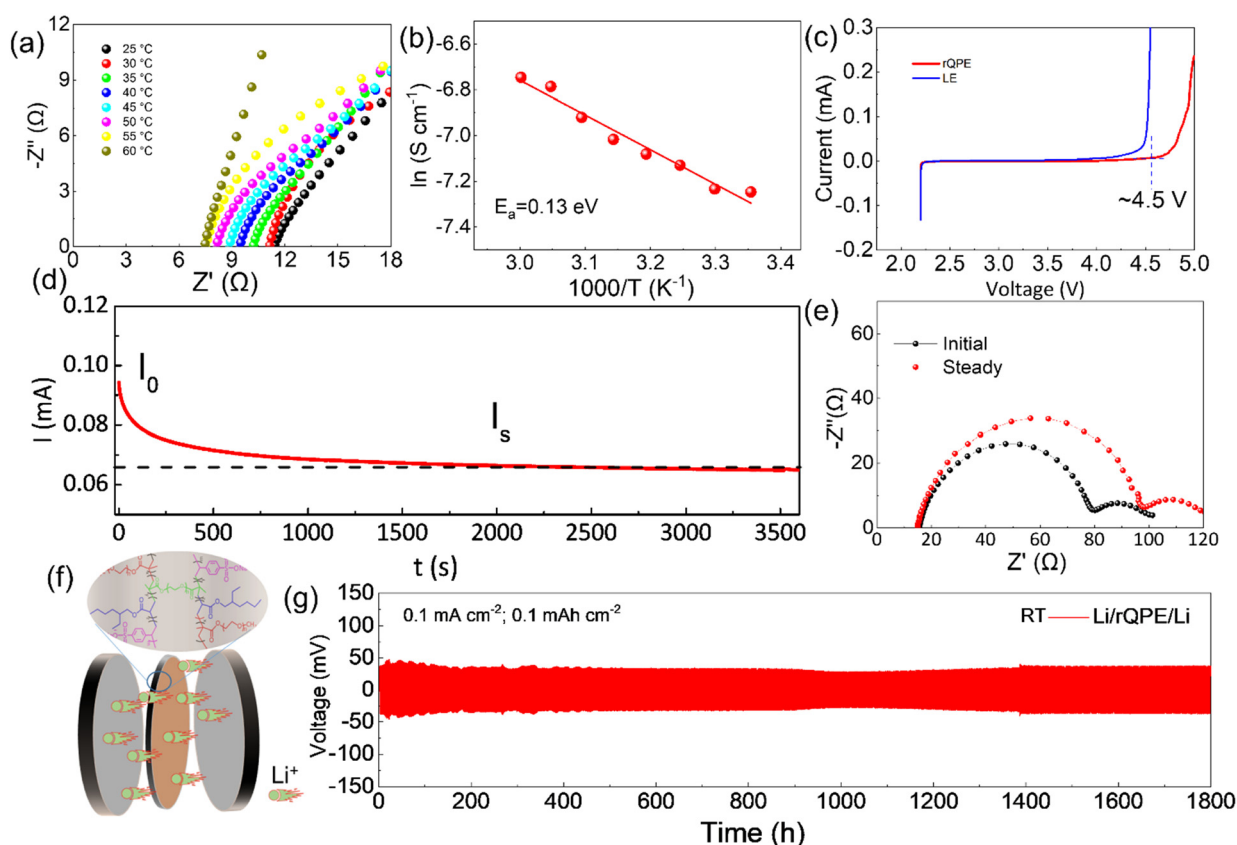 (a)
12
9
6
3
0
-Z″ (Ω)
25 °C
30 °C
35 °C
40 °C
45 °C
50 °C
55 °C
60 °C
0 6 9 12 15 18
Z' (Ω)
(b)
-6.6
-6.8
-7.0
-7.2
-7.4
ln (S cm⁻¹)
Eₐ=0.13 eV
3.0 3.1 3.2 3.3 3.4
1000/T (K⁻¹)
(c)
0.3
0.2
0.1
0.0
-0.1
-0.2
Current (mA)
rQPE
LE
~4.5 V
2.0 2.5 3.0 3.5 4.0 4.5 5.0
Voltage (V)
(d)
0.12
0.10
0.08
0.06
I (mA)
I₀
Iₛ
0 500 1000 1500 2000 2500 3000 3500
t (s)
(e)
60
40
20
0
-Z″(Ω)
Initial
Steady
0 20 40 60 80 100 120
Z' (Ω)
(f)
Li⁺
(g)
150
100
50
0
-50
-100
-150
Voltage (mV)
0.1 mA cm⁻²; 0.1 mAh cm⁻²
RT
Li/rQPE/Li
0 200 400 600 800 1000 1200 1400 1600 1800
Time (h)